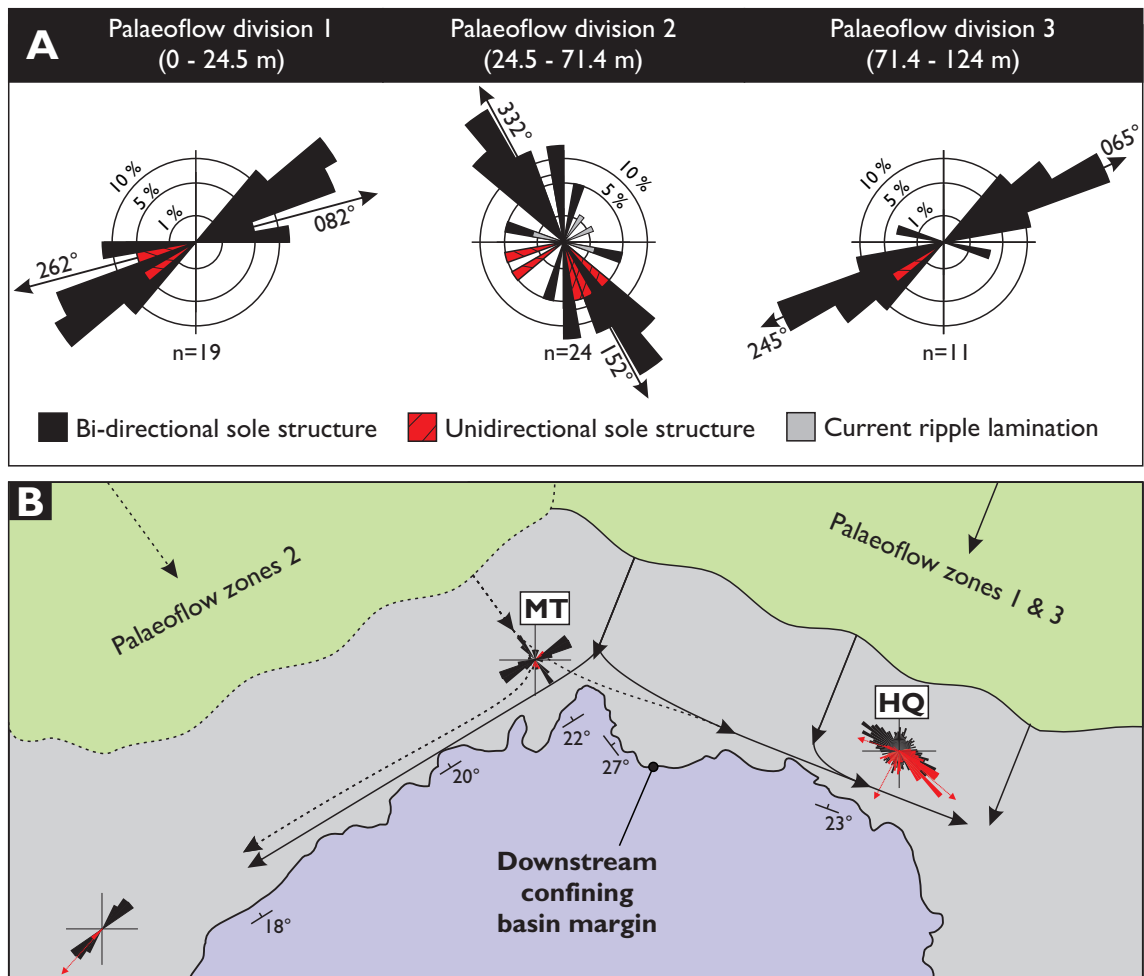 A
Palaeoflow division 1
(0 - 24.5 m)
Palaeoflow division 2
(24.5 - 71.4 m)
Palaeoflow division 3
(71.4 - 124 m)
10 %
5 %
1 %
082°
262°
n=19
332°
10 %
5 %
152°
n=24
065°
10 %
5 %
1 %
245°
n=11
Bi-directional sole structure
Unidirectional sole structure
Current ripple lamination
B
Palaeoflow zones 2
Palaeoflow zones 1 & 3
MT
HQ
22°
27°
20°
23°
18°
Downstream
confining
basin margin